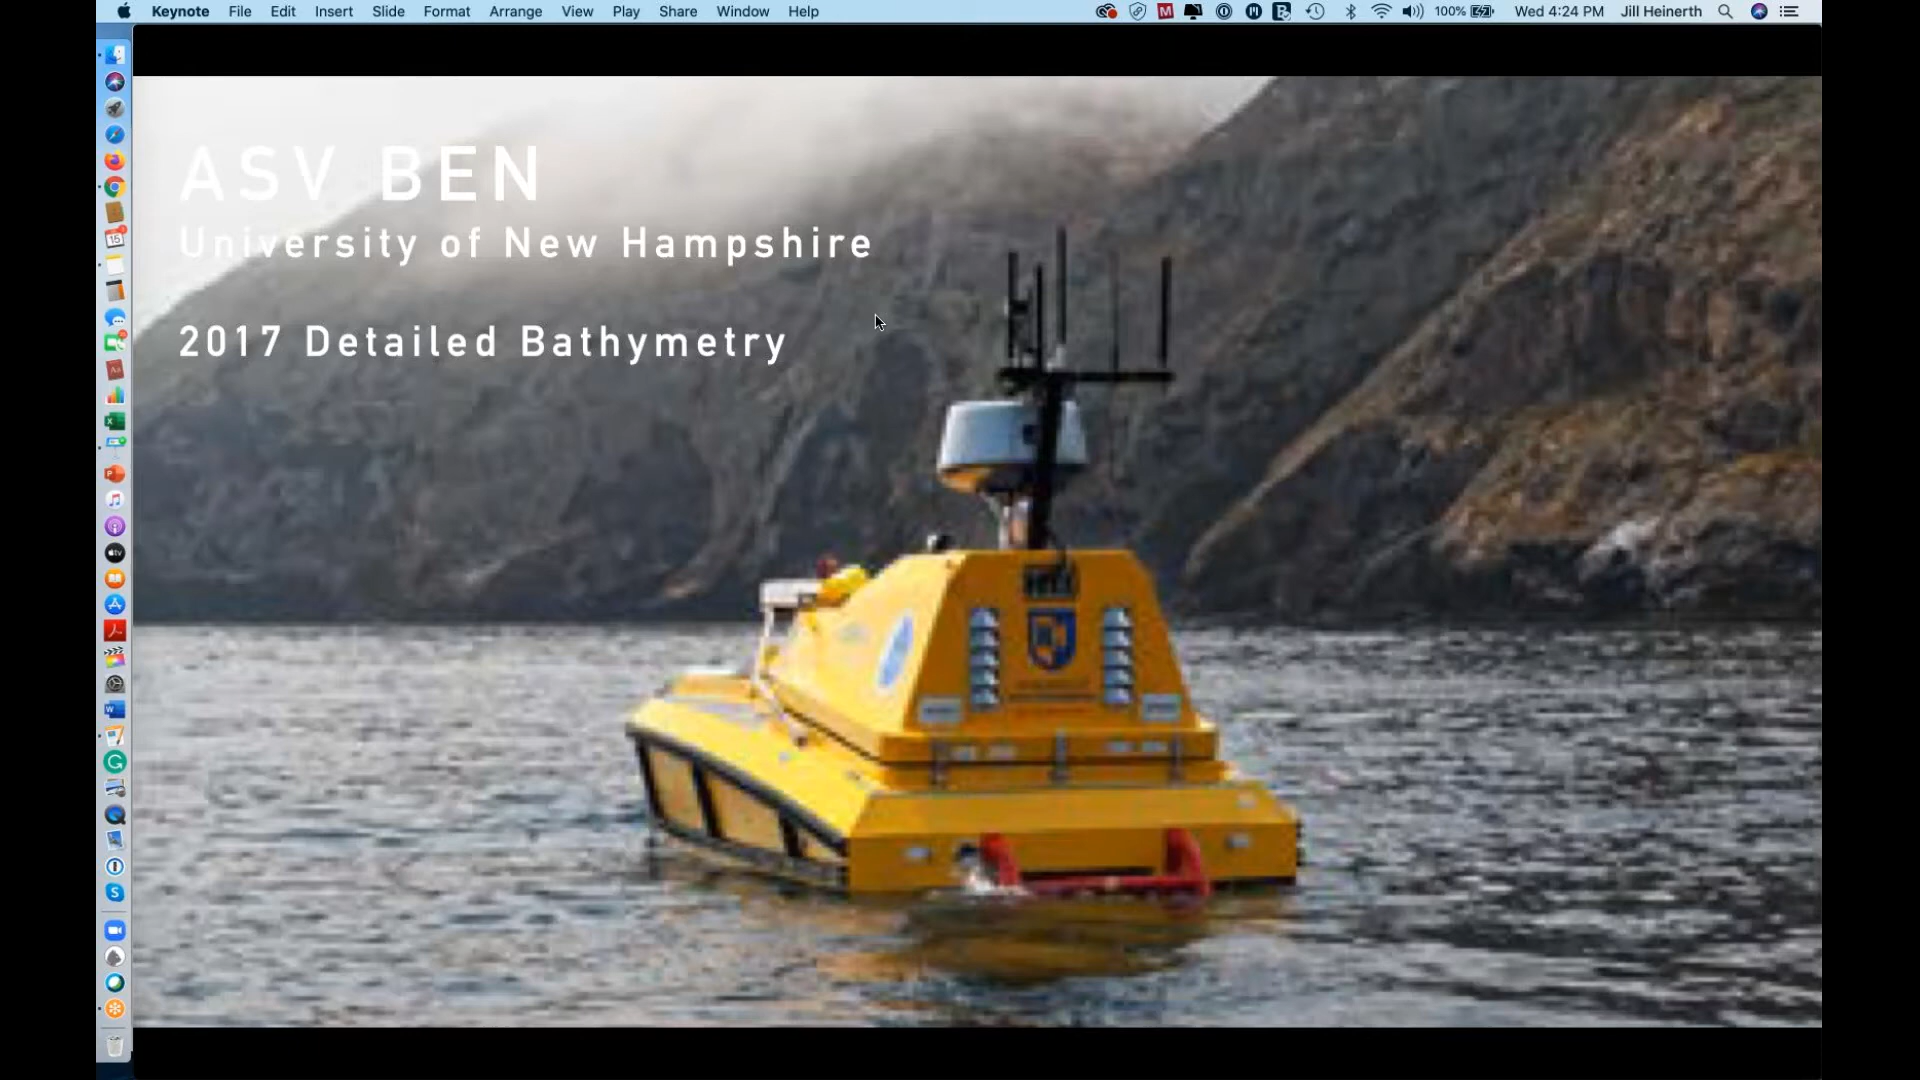 Keynote File Edit Insert Slide Format Arrange View Play Share Window Help 100% Wed 4:24 PM Jill Heinerth
ASV BEN
University of New Hampshire
2017 Detailed Bathymetry